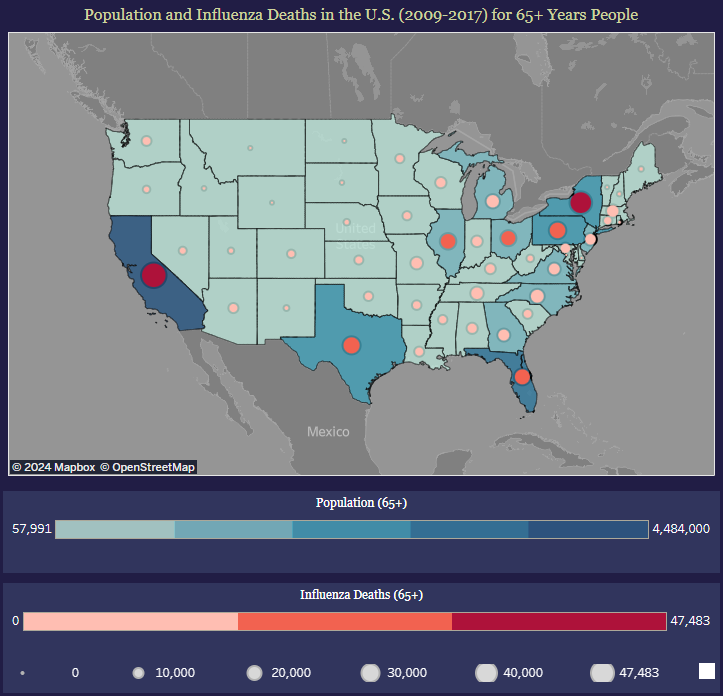 Population and Influenza Deaths in the U.S. (2009-2017) for 65+ Years People
United
States
Mexico
© 2024 Mapbox © OpenStreetMap
Population (65+)
57,991 4,484,000
Influenza Deaths (65+)
0 47,483
0 10,000 20,000 30,000 40,000 47,483